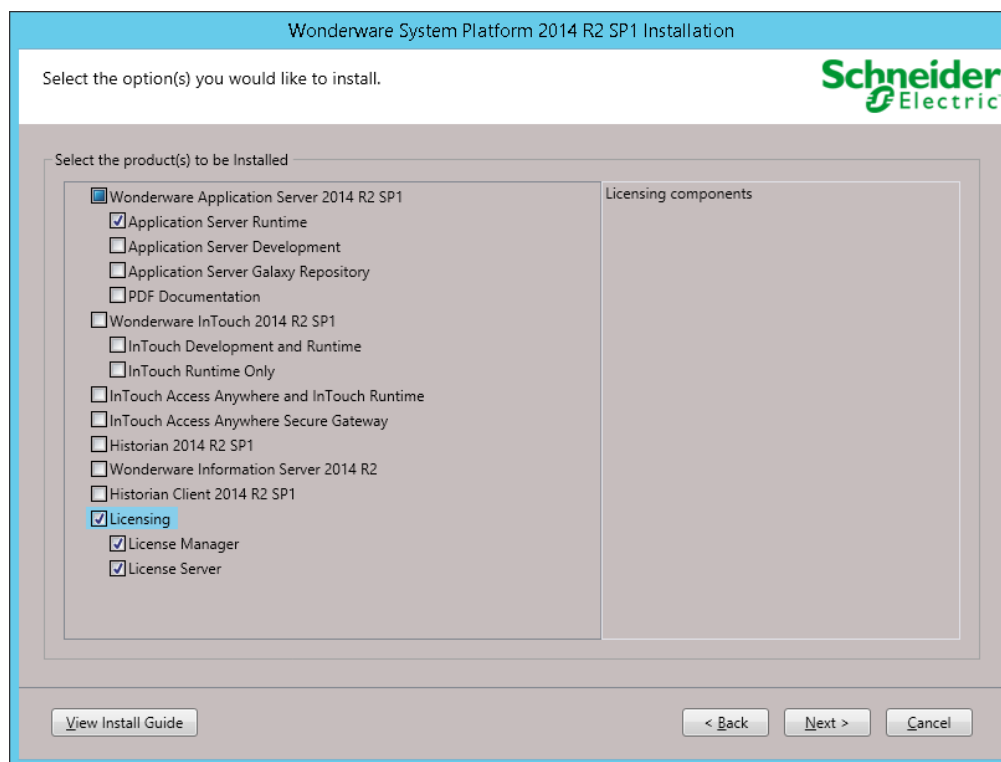 Wonderware System Platform 2014 R2 SP1 Installation
Select the option(s) you would like to install.
Schneider
Electric
Select the product(s) to be Installed
Wonderware Application Server 2014 R2 SP1
Licensing components
Application Server Runtime
Application Server Development
Application Server Galaxy Repository
PDF Documentation
Wonderware InTouch 2014 R2 SP1
InTouch Development and Runtime
InTouch Runtime Only
InTouch Access Anywhere and InTouch Runtime
InTouch Access Anywhere Secure Gateway
Historian 2014 R2 SP1
Wonderware Information Server 2014 R2
Historian Client 2014 R2 SP1
Licensing
License Manager
License Server
View Install Guide
< Back
Next >
Cancel